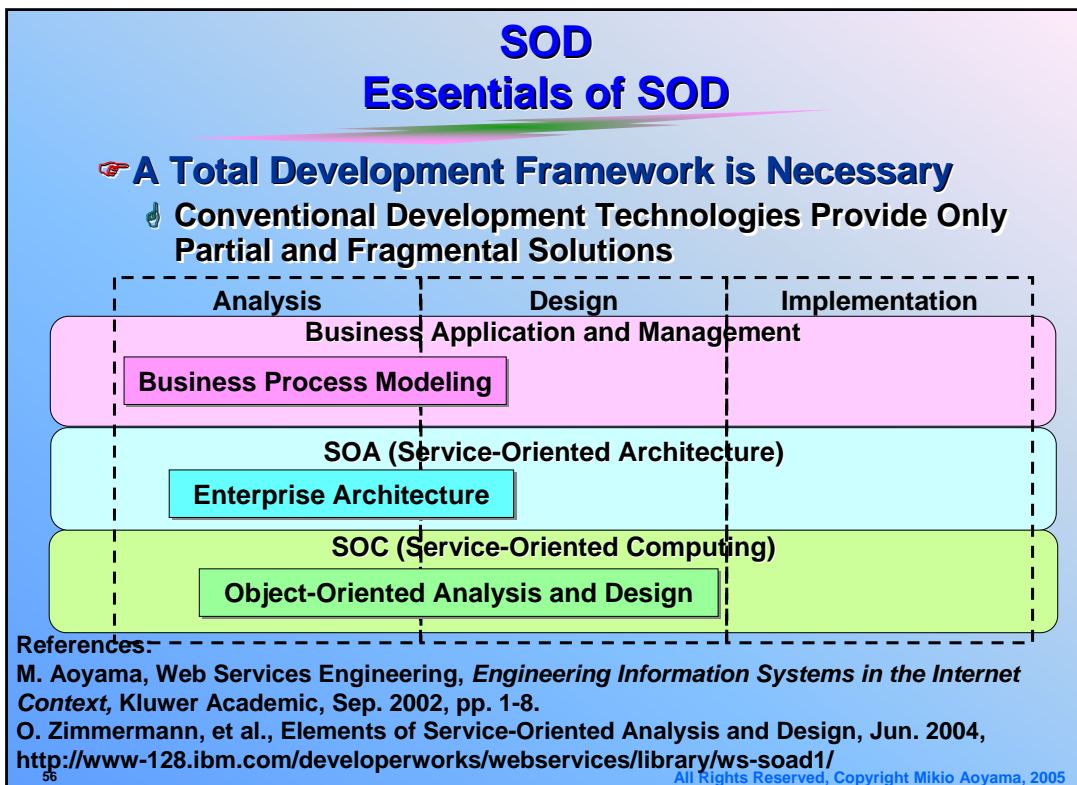 SOD
Essentials of SOD
A Total Development Framework is Necessary
Conventional Development Technologies Provide Only
Partial and Fragmental Solutions
Analysis Design Implementation
Business Application and Management
Business Process Modeling
SOA (Service-Oriented Architecture)
Enterprise Architecture
SOC (Service-Oriented Computing)
Object-Oriented Analysis and Design
References:
M. Aoyama, Web Services Engineering, Engineering Information Systems in the Internet
Context, Kluwer Academic, Sep. 2002, pp. 1-8.
O. Zimmermann, et al., Elements of Service-Oriented Analysis and Design, Jun. 2004,
http://www-128.ibm.com/developerworks/webservices/library/ws-soad1/
56
All Rights Reserved, Copyright Mikio Aoyama, 2005